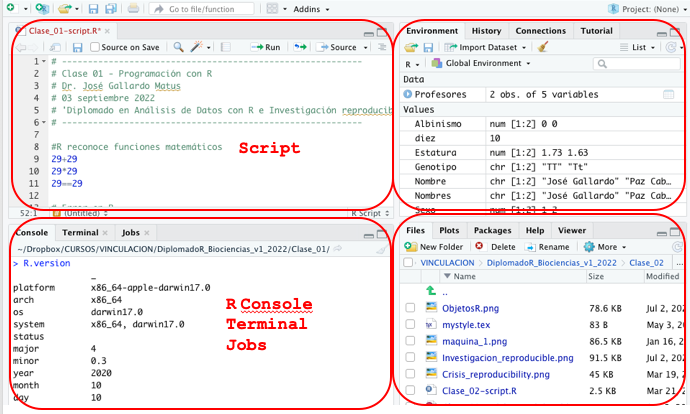 Go to file/function
Addins
Project: (None)
Clase_01-script.R*
Source on Save
Run
Source
1 # ------------------------------------------------------------
2 # Clase 01 - Programación con R
3 # Dr. José Gallardo Matus
4 # 03 septiembre 2022
5 # 'Diplomado en Análisis de Datos con R e Investigación reproducib
6 # ------------------------------------------------------------
7
8 #R reconoce funciones matemáticos
9 29+29
10 29*29
11 29==29
12
Script
52:1
(Untitled)
R Script
Environment History Connections Tutorial
Import Dataset
List
R
Global Environment
Data
Profesores 2 obs. of 5 variables
Values
Albinismo num [1:2] 0 0
diez 10
Estatura num [1:2] 1.73 1.63
Genotipo chr [1:2] "TT" "Tt"
Nombre chr [1:2] "José Gallardo" "Paz Cab…
Nombres chr [1:2] "José Gallardo" "Paz Cab…
Sexo num [1:2] 1 2
Console Terminal Jobs
~/Dropbox/CURSOS/VINCULACION/DiplomadoR_Biociencias_v1_2022/Clase_01/
> R.version
_
platform x86_64-apple-darwin17.0
arch x86_64
os darwin17.0
system x86_64, darwin17.0
status
major 4
minor 0.3
year 2020
month 10
day 10
R Console
Terminal
Jobs
Files Plots Packages Help Viewer
New Folder Delete Rename More
VINCULACION DiplomadoR_Biociencias_v1_2022 Clase_02 ...
Name Size Modified
..
ObjetosR.png 78.6 KB Jul 2, 202
mystyle.tex 83 B May 3, 20
maquina_1.png 86.5 KB Jan 16, 2
Investigacion_reproducible.png 91.5 KB Jul 2, 202
Crisis_reproducibility.png 45 KB Mar 19,
Clase_02-script.R 2.5 KB Mar 21,